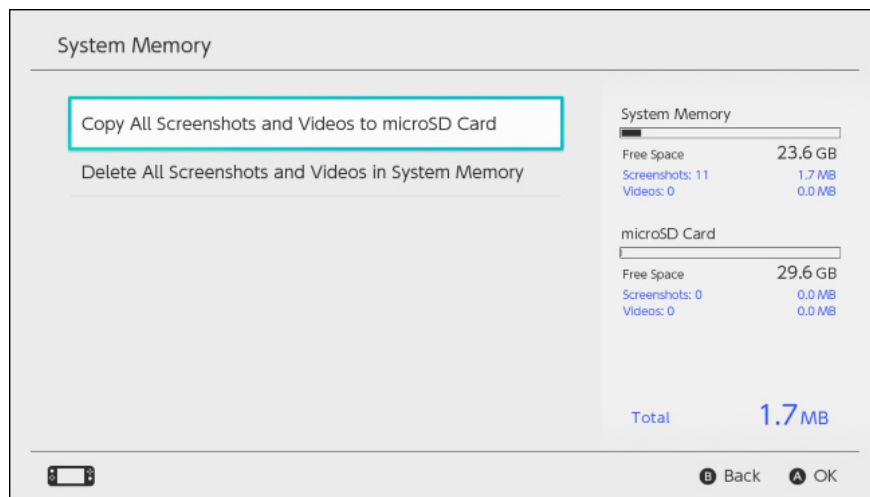 System Memory
Copy All Screenshots and Videos to microSD Card
Delete All Screenshots and Videos in System Memory
System Memory
Free Space 23.6 GB
Screenshots: 11 1.7 MB
Videos: 0 0.0 MB
microSD Card
Free Space 29.6 GB
Screenshots: 0 0.0 MB
Videos: 0 0.0 MB
Total 1.7 MB
B Back A OK